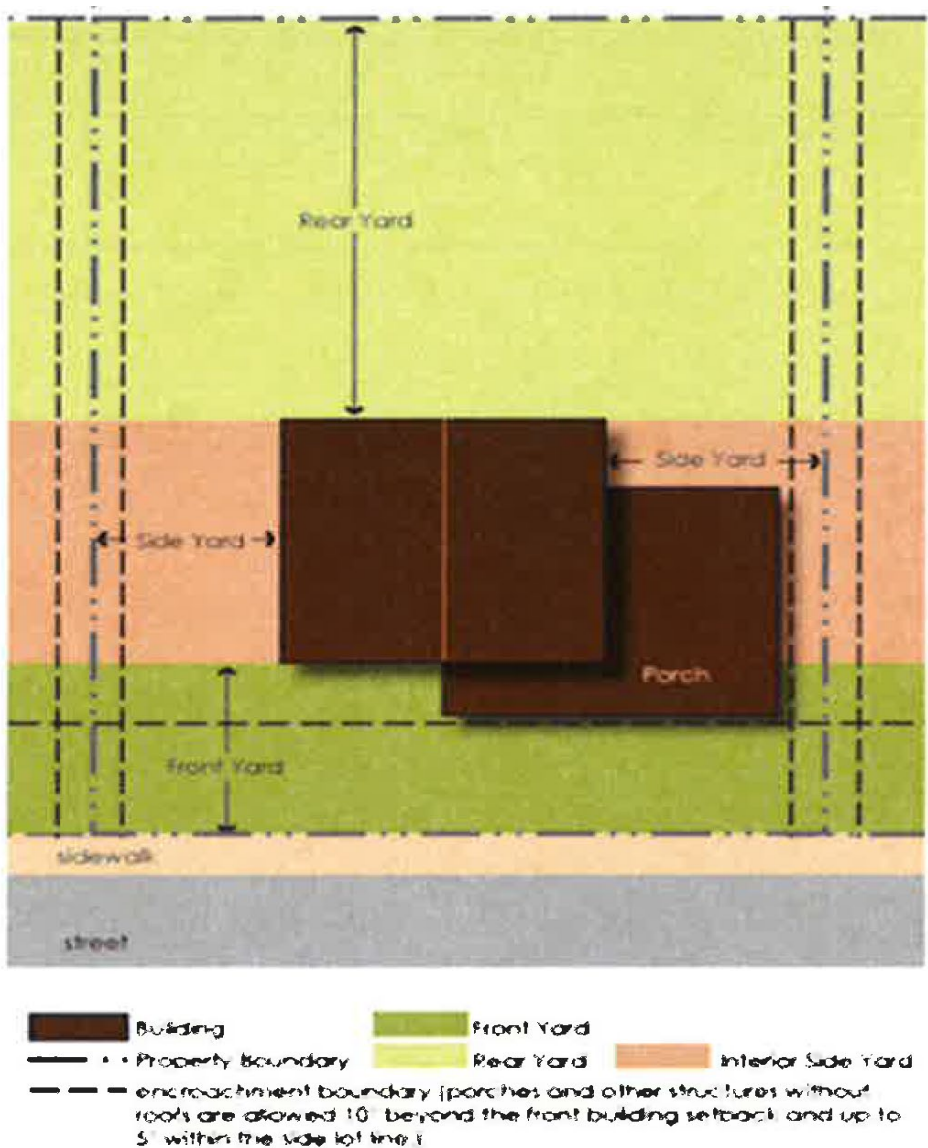 Rear Yard
Side Yard
Side Yard
Porch
Front Yard
sidewalk
street
Building
Front Yard
Property Boundary
Rear Yard
Interior Side Yard
encroachment boundary (porches and other structures without
roofs are allowed 10' beyond the front building setback and up to
5' within the side lot line)